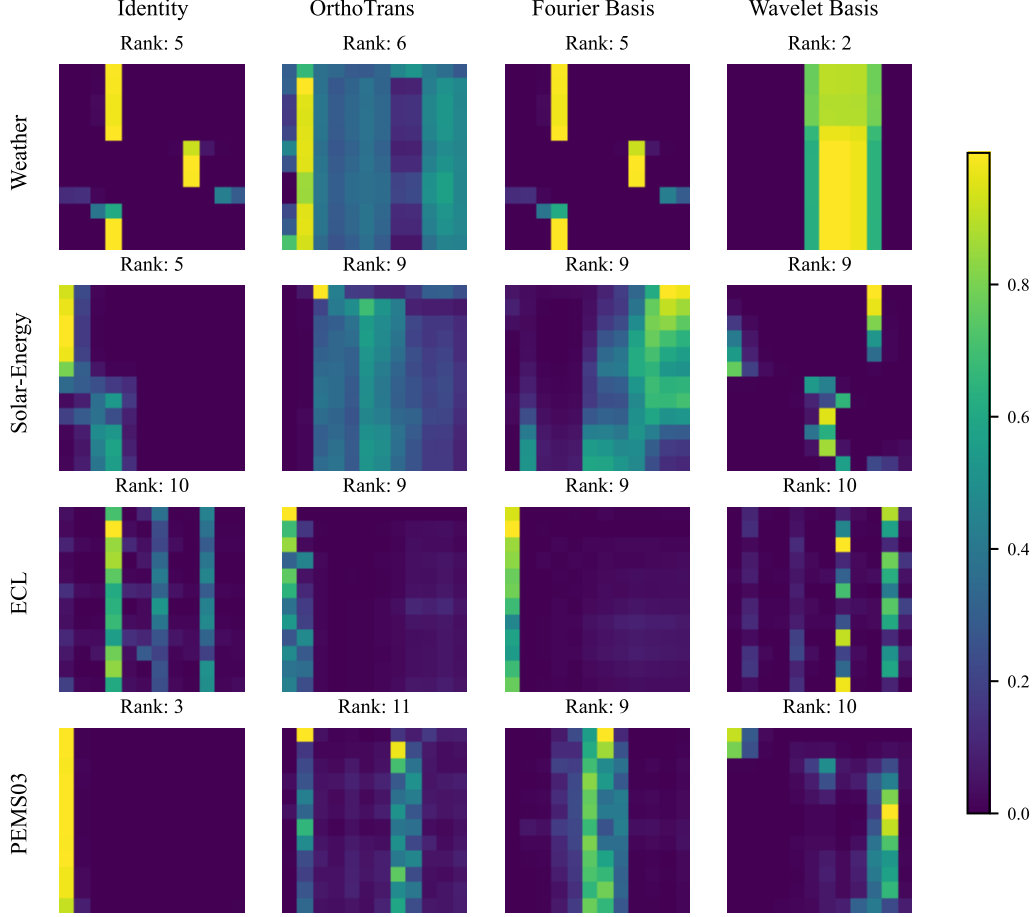 Identity OrthoTrans Fourier Basis Wavelet Basis
Rank: 5 Rank: 6 Rank: 5 Rank: 2
Weather
Rank: 5 Rank: 9 Rank: 9 Rank: 9
Solar-Energy
Rank: 10 Rank: 9 Rank: 9 Rank: 10
ECL
Rank: 3 Rank: 11 Rank: 9 Rank: 10
PEMS03
0.8
0.6
0.4
0.2
0.0